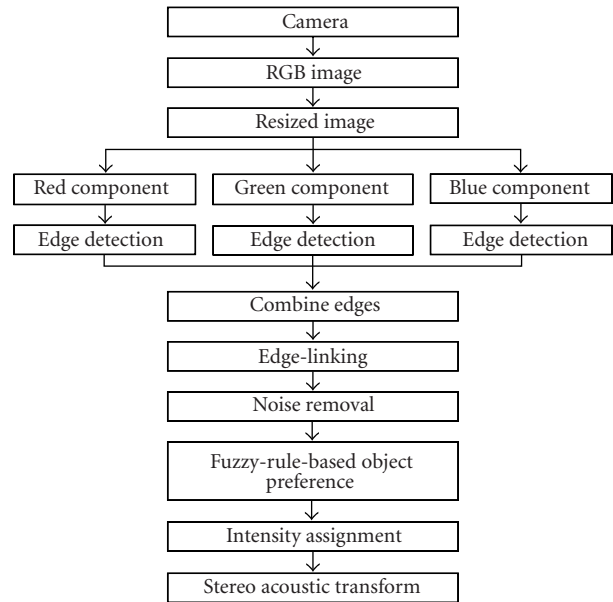 Camera
RGB image
Resized image
Red component
Green component
Blue component
Edge detection
Edge detection
Edge detection
Combine edges
Edge-linking
Noise removal
Fuzzy-rule-based object
preference
Intensity assignment
Stereo acoustic transform